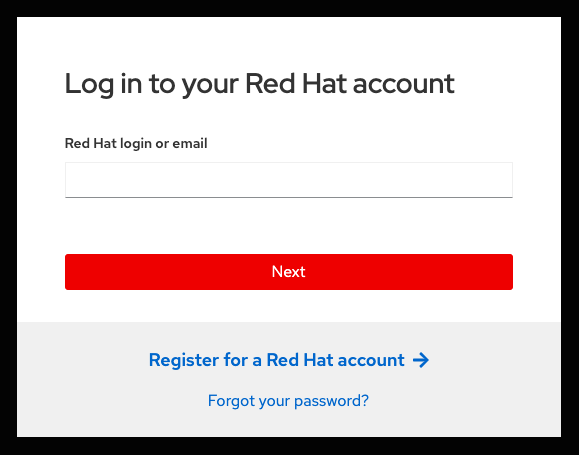 Log in to your Red Hat account
Red Hat login or email
Next
Register for a Red Hat account →
Forgot your password?